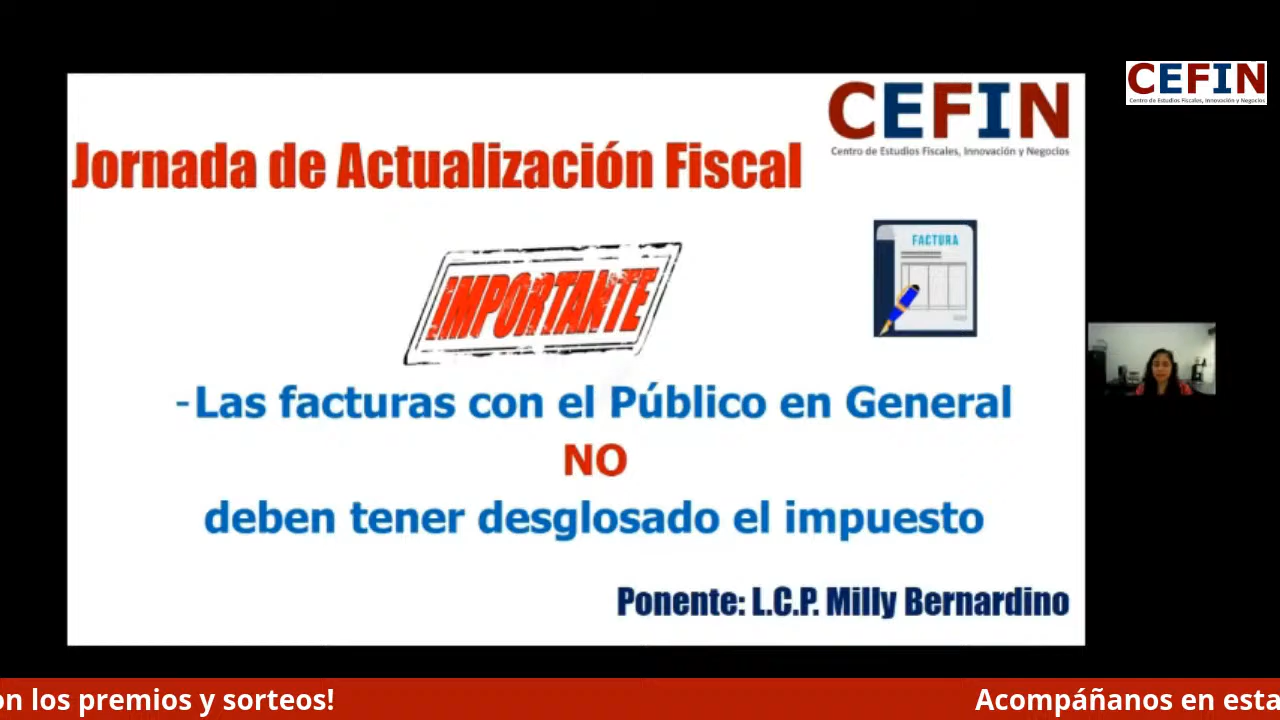 CEFIN
Centro de Estudios Fiscales, Innovación y Negocios
CEFIN
Centro de Estudios Fiscales, Innovación y Negocios
Jornada de Actualización Fiscal
FACTURA
IMPORTANTE
-Las facturas con el Público en General
NO
deben tener desglosado el impuesto
Ponente: L.C.P. Milly Bernardino
on los premios y sorteos!
Acompáñanos en esta